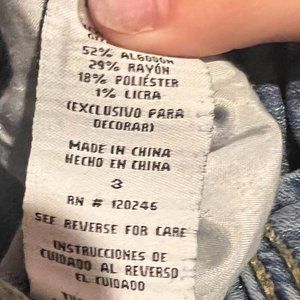 52% ALGODON
29% RAYÓN
18% POLIÉSTER
1% LICRA
(EXCLUSIVO PARA
DECORAR)
MADE IN CHINA
HECHO EN CHINA
3
RN # 120246
SEE REVERSE FOR CARE
INSTRUCCIONES DE
CUIDADO AL REVERSO
EL CUIDADO